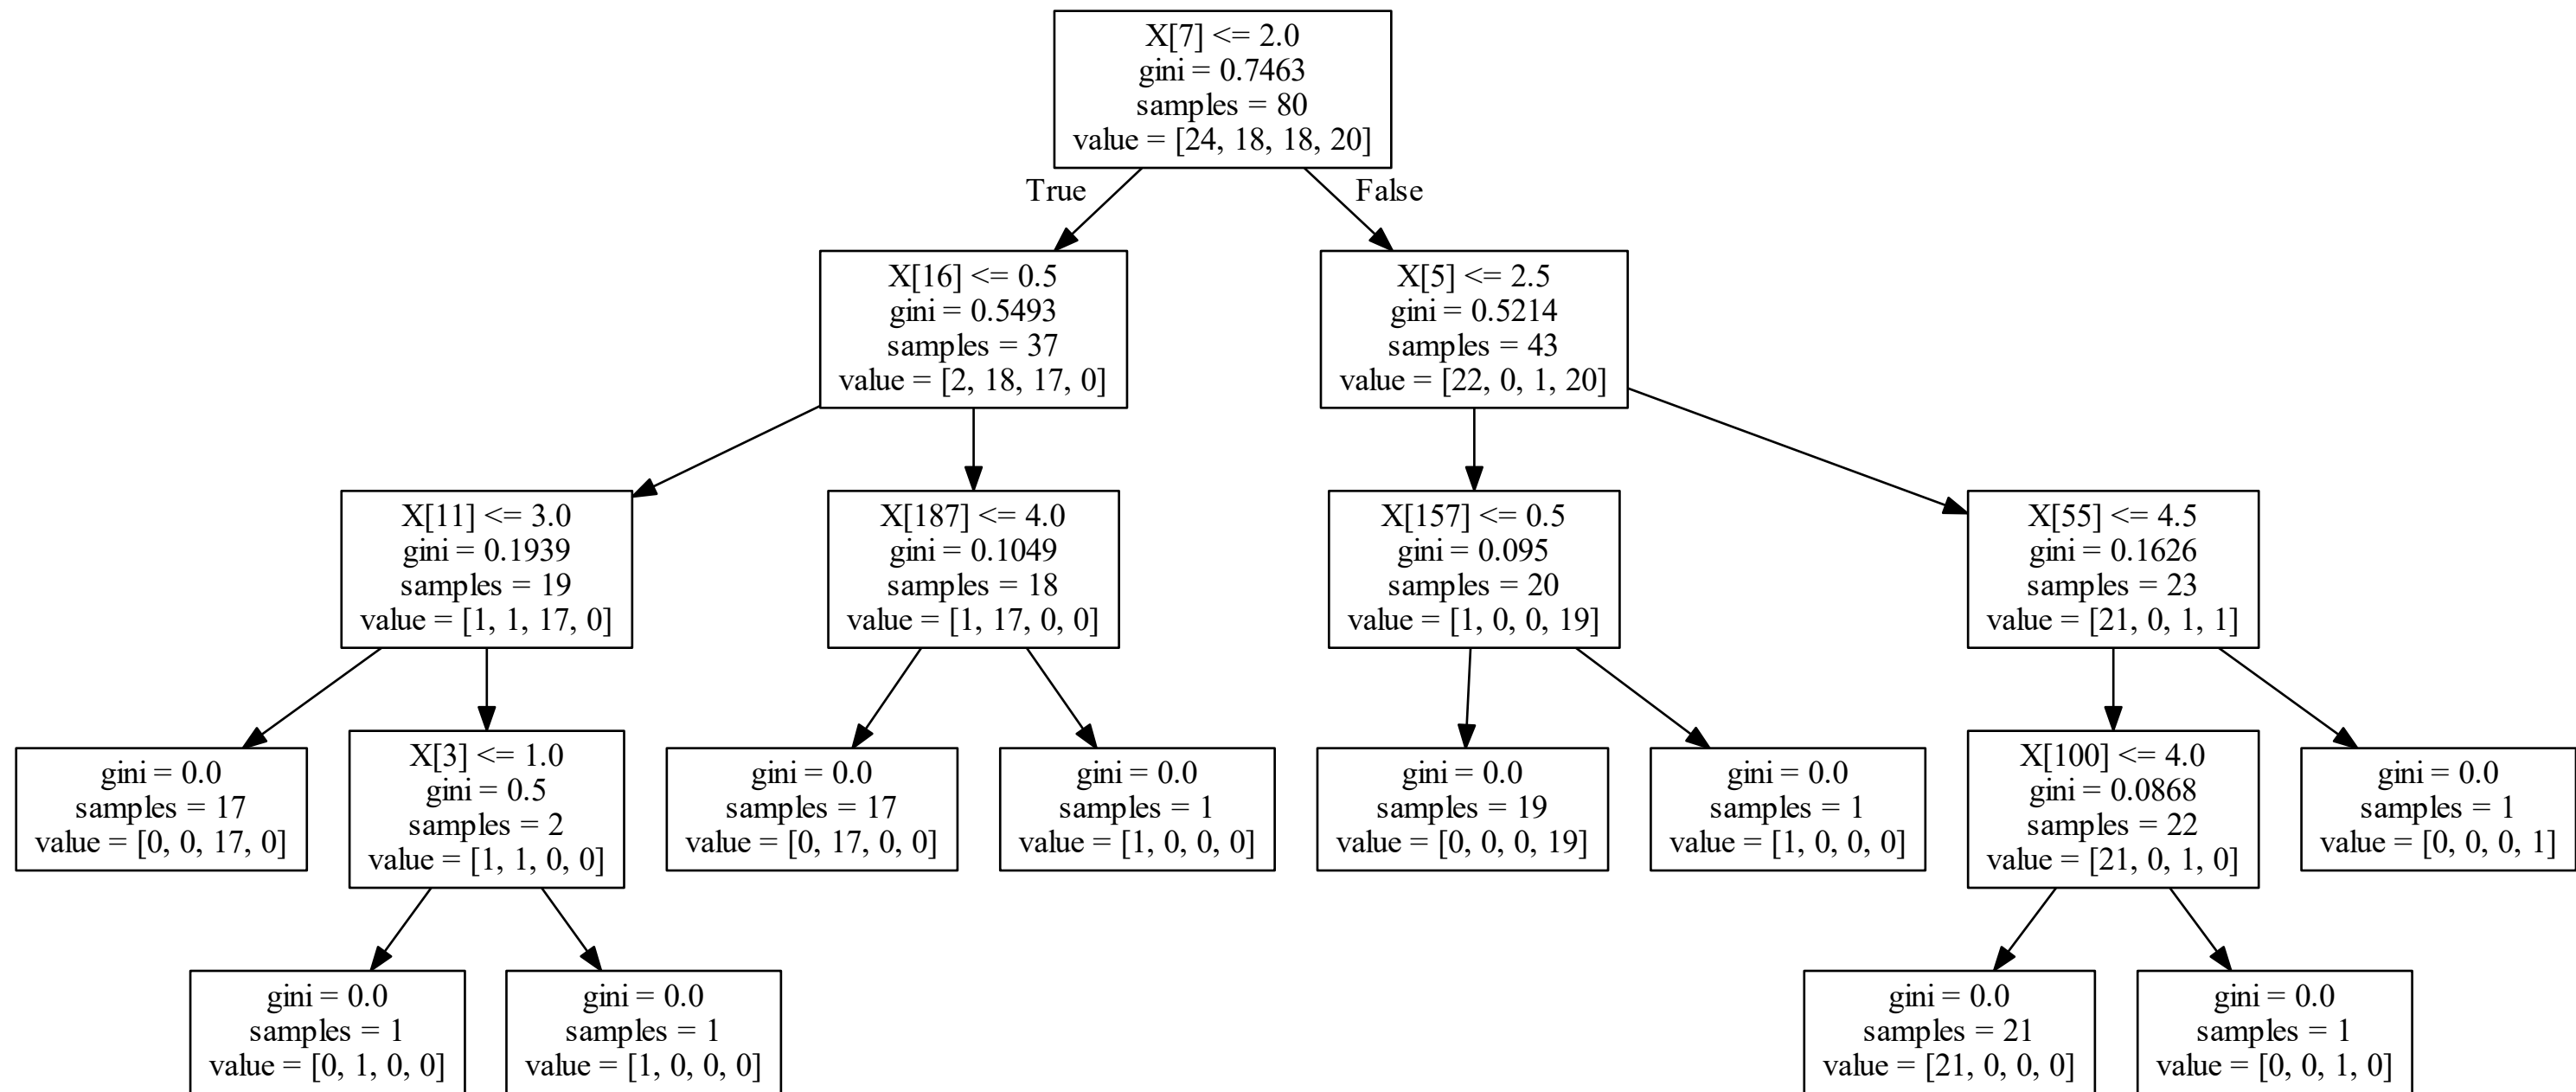 X[7] <= 2.0
gini = 0.7463
samples = 80
value = [24, 18, 18, 20]
True
False
X[16] <= 0.5
gini = 0.5493
samples = 37
value = [2, 18, 17, 0]
X[5] <= 2.5
gini = 0.5214
samples = 43
value = [22, 0, 1, 20]
X[11] <= 3.0
gini = 0.1939
samples = 19
value = [1, 1, 17, 0]
X[187] <= 4.0
gini = 0.1049
samples = 18
value = [1, 17, 0, 0]
X[157] <= 0.5
gini = 0.095
samples = 20
value = [1, 0, 0, 19]
X[55] <= 4.5
gini = 0.1626
samples = 23
value = [21, 0, 1, 1]
gini = 0.0
samples = 17
value = [0, 0, 17, 0]
X[3] <= 1.0
gini = 0.5
samples = 2
value = [1, 1, 0, 0]
gini = 0.0
samples = 17
value = [0, 17, 0, 0]
gini = 0.0
samples = 1
value = [1, 0, 0, 0]
gini = 0.0
samples = 19
value = [0, 0, 0, 19]
gini = 0.0
samples = 1
value = [1, 0, 0, 0]
X[100] <= 4.0
gini = 0.0868
samples = 22
value = [21, 0, 1, 0]
gini = 0.0
samples = 1
value = [0, 0, 0, 1]
gini = 0.0
samples = 1
value = [0, 1, 0, 0]
gini = 0.0
samples = 1
value = [1, 0, 0, 0]
gini = 0.0
samples = 21
value = [21, 0, 0, 0]
gini = 0.0
samples = 1
value = [0, 0, 1, 0]